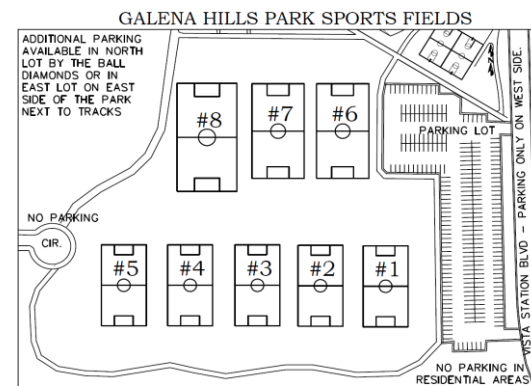 GALENA HILLS PARK SPORTS FIELDS
ADDITIONAL PARKING
AVAILABLE IN NORTH
LOT BY THE BALL
DIAMONDS OR IN
EAST LOT ON EAST
SIDE OF THE PARK
NEXT TO TRACKS
#8
#7
#6
PARKING LOT
NO PARKING
CIR.
#5
#4
#3
#2
#1
VISTA STATION BLVD - PARKING ONLY ON WEST SIDE.
NO PARKING IN
RESIDENTIAL AREAS